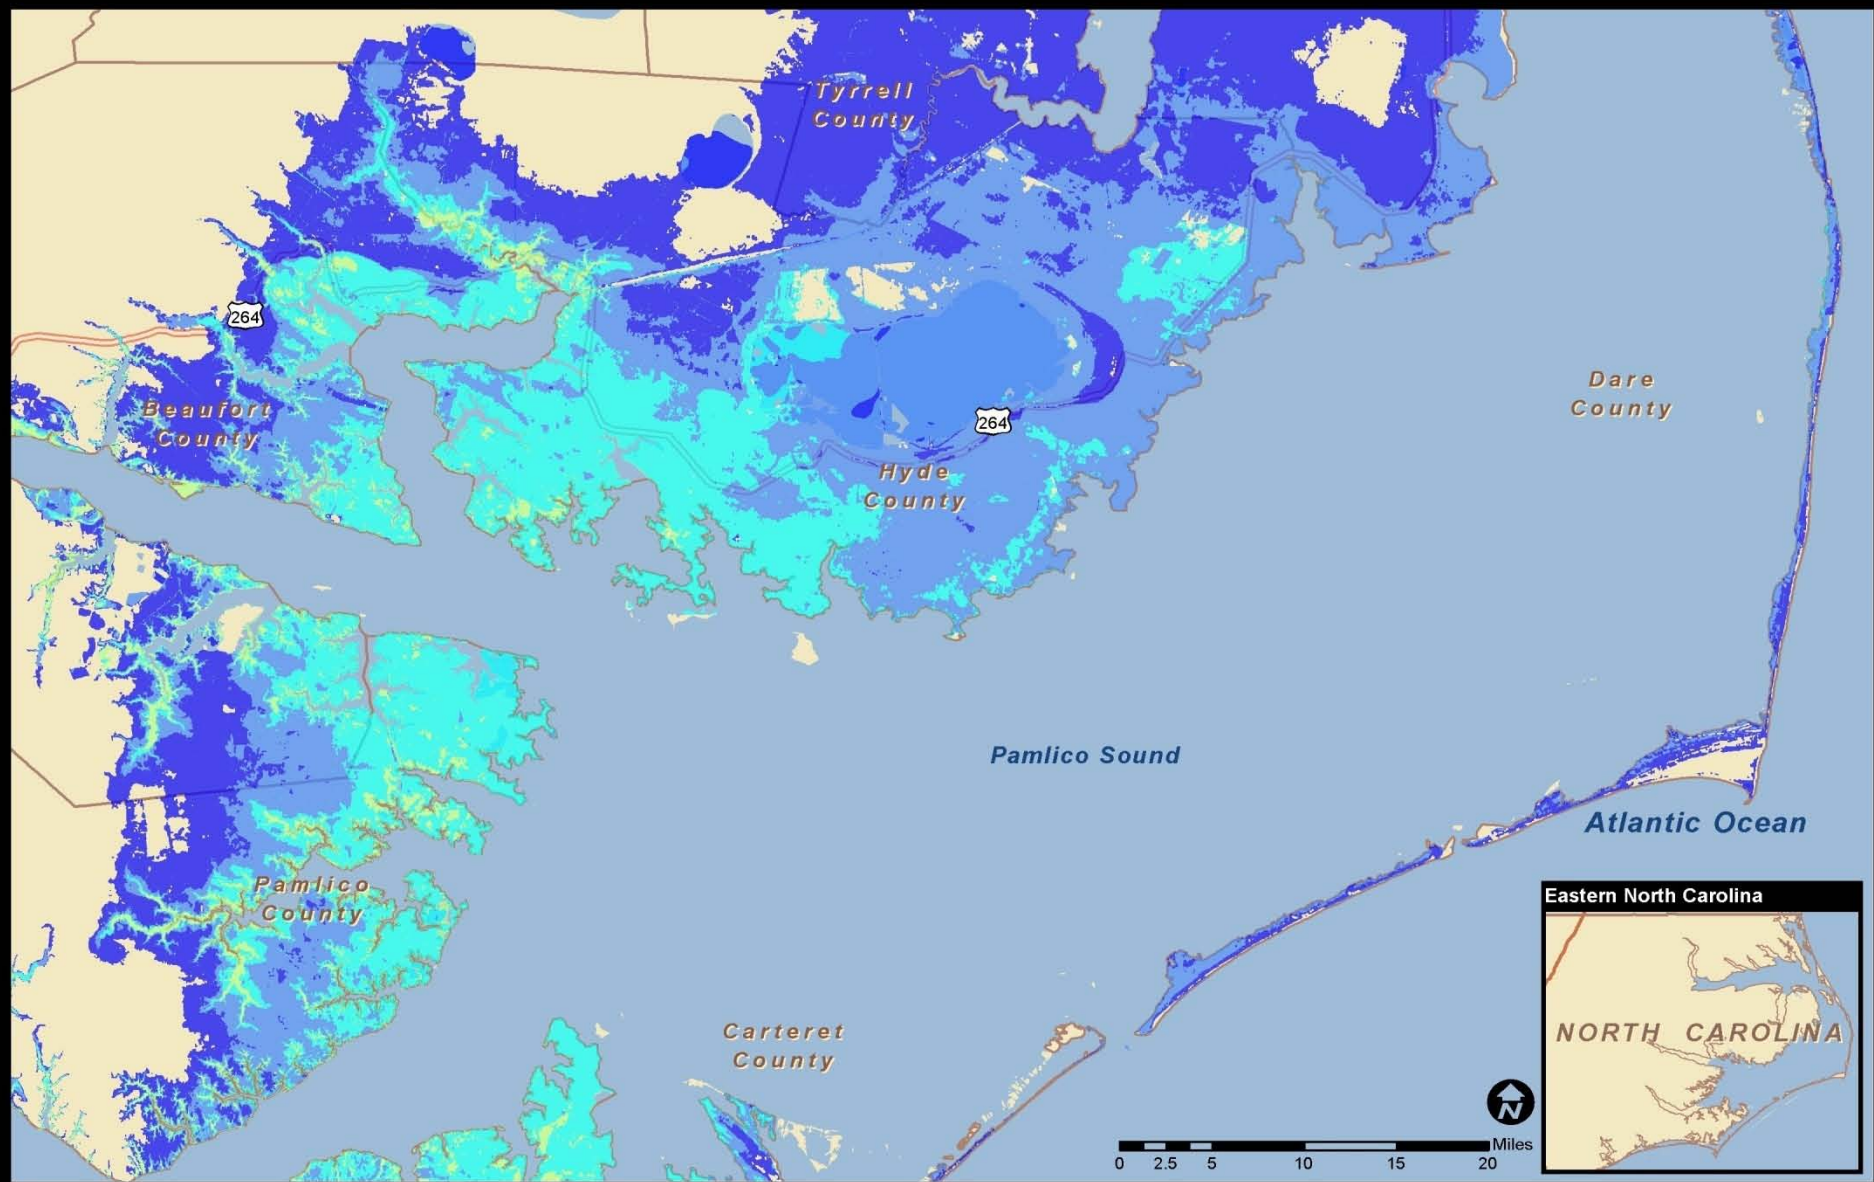 Tyrrell
County
264
Beaufort
County
264
Hyde
County
Dare
County
Pamlico Sound
Atlantic Ocean
Pamlico
County
Carteret
County
Eastern North Carolina
NORTH CAROLINA
N
Miles
0 2.5 5 10 15 20